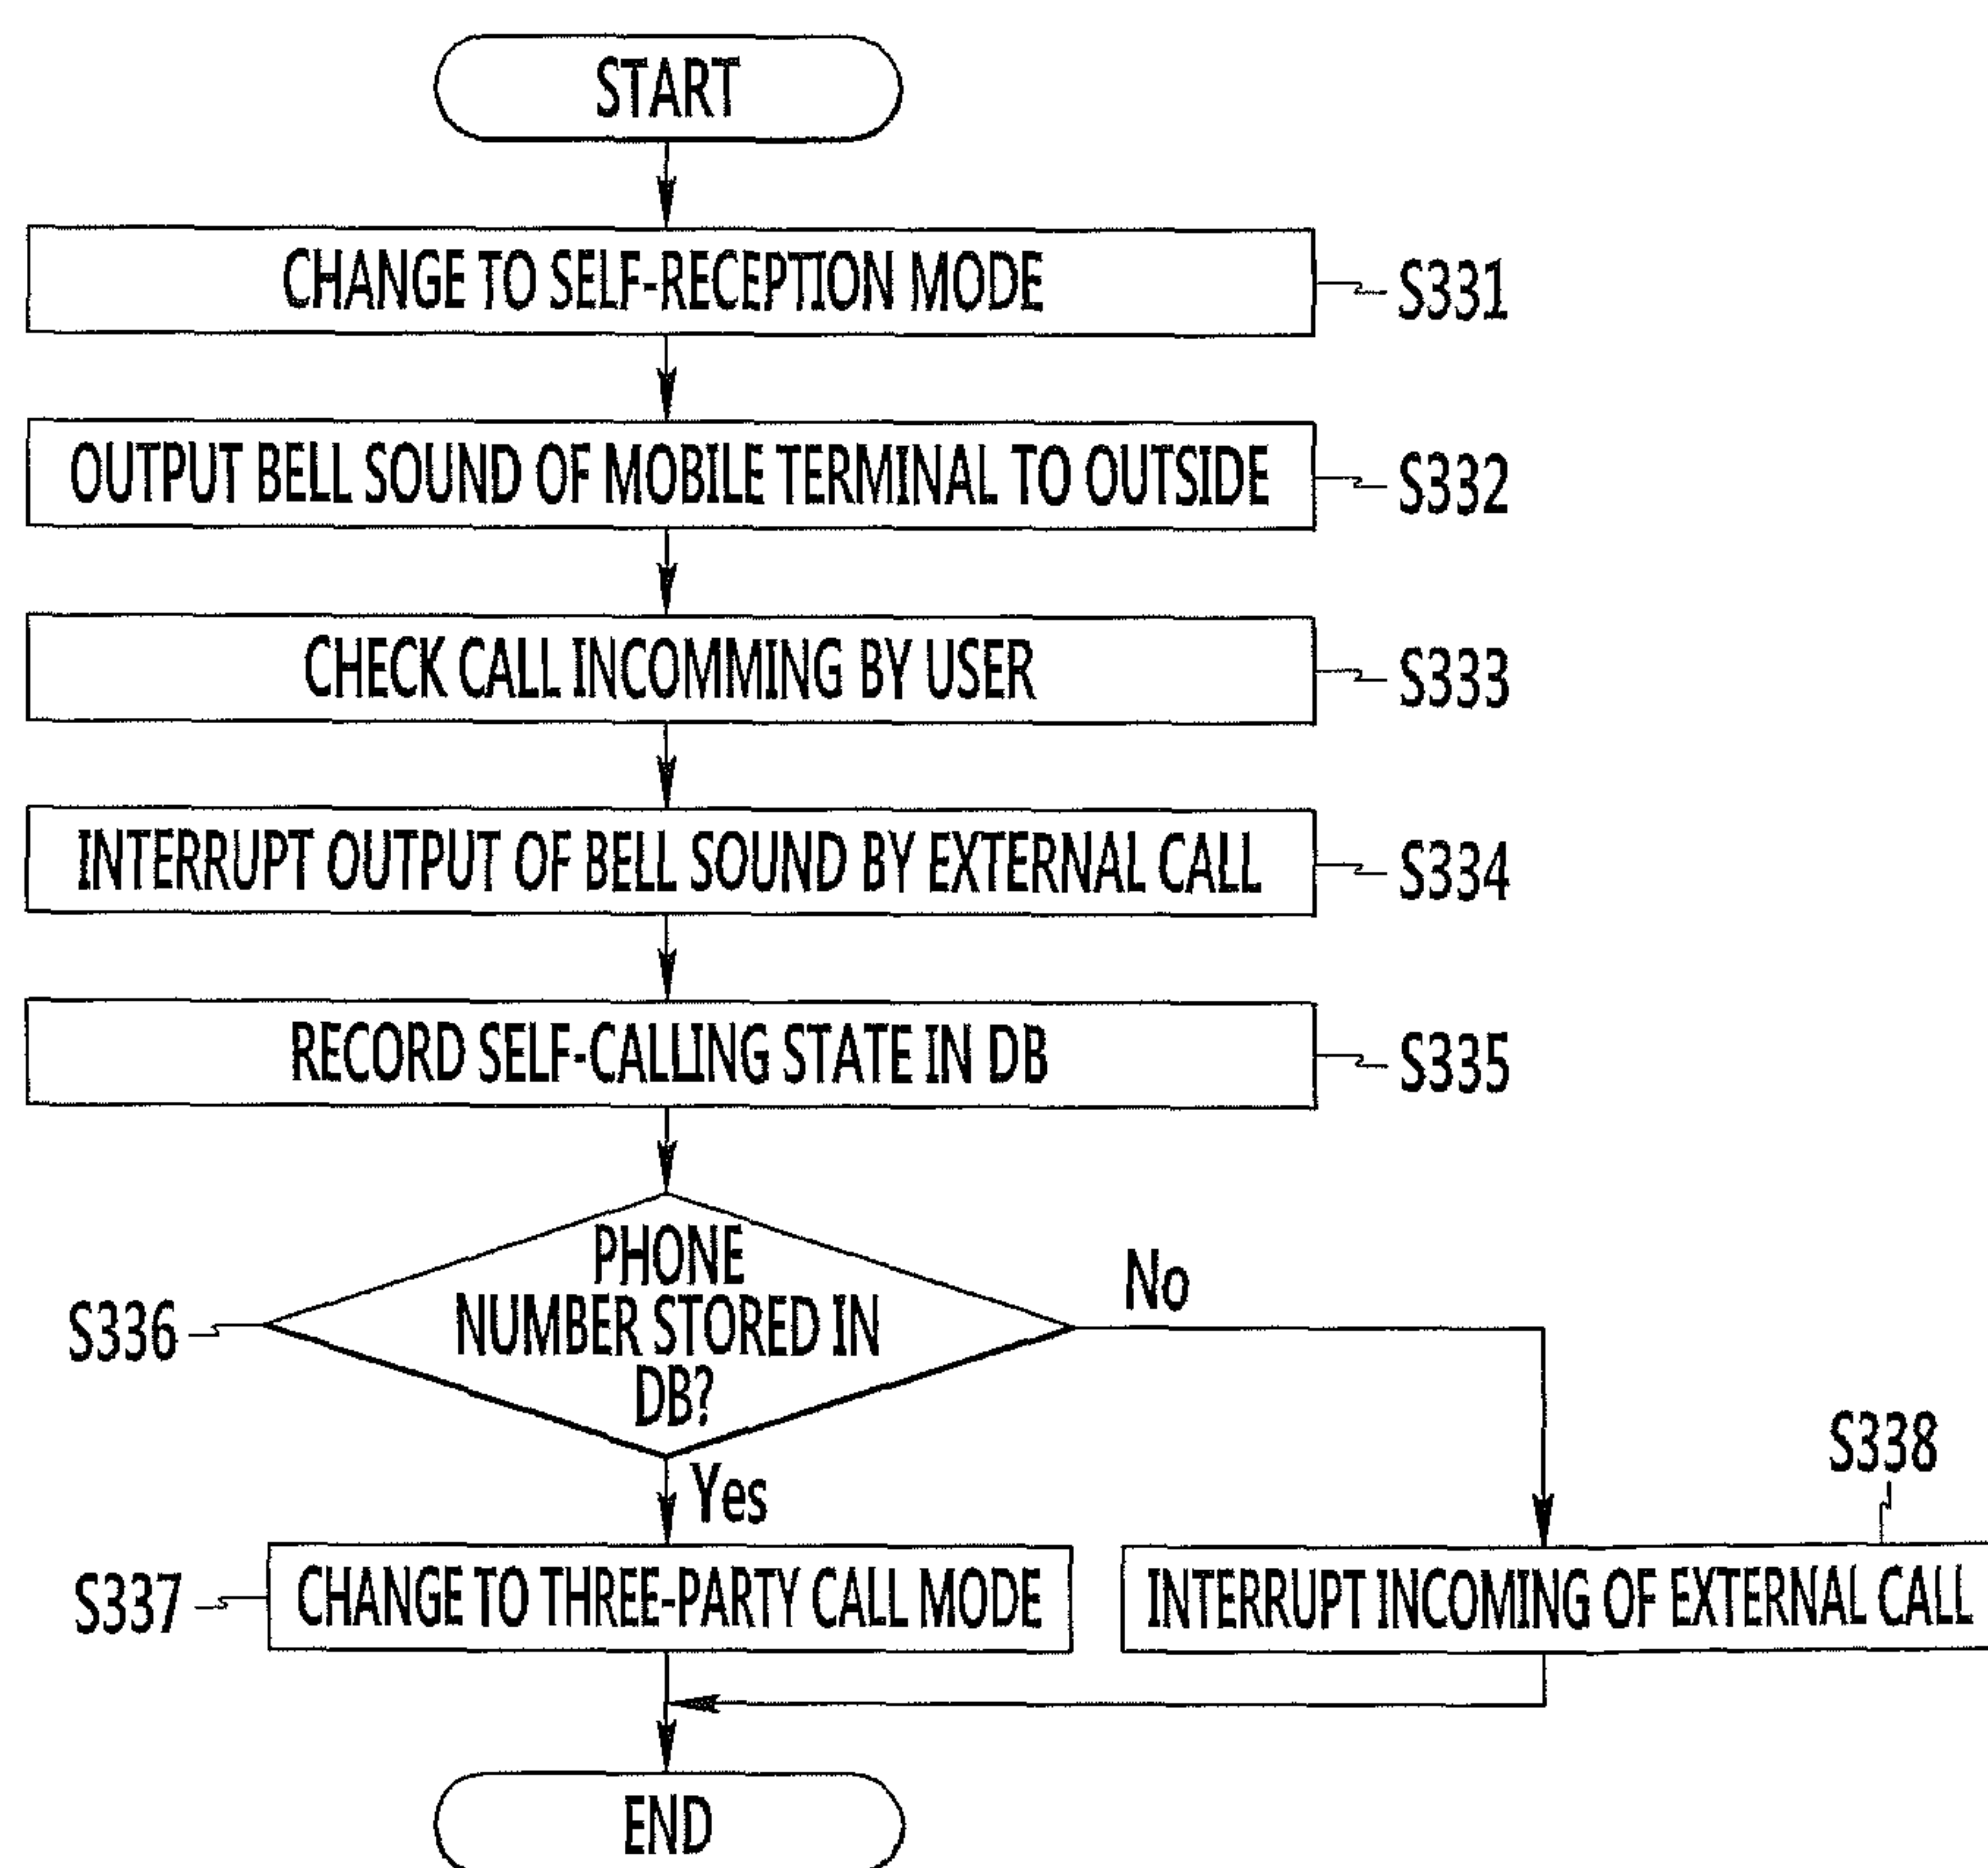 START
CHANGE TO SELF-RECEPTION MODE
S331
OUTPUT BELL SOUND OF MOBILE TERMINAL TO OUTSIDE
S332
CHECK CALL INCOMMING BY USER
S333
INTERRUPT OUTPUT OF BELL SOUND BY EXTERNAL CALL
S334
RECORD SELF-CALLING STATE IN DB
S335
PHONE
NUMBER STORED IN
DB?
S336
No
Yes
S338
S337
CHANGE TO THREE-PARTY CALL MODE
INTERRUPT INCOMING OF EXTERNAL CALL
END